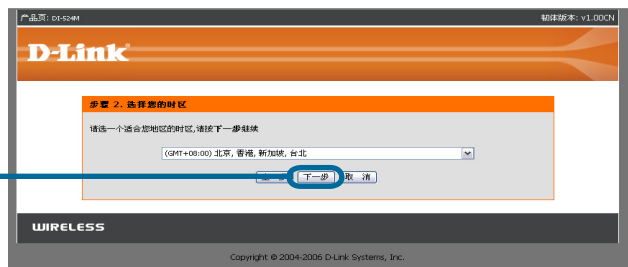 产品页: DI-524M 韧体版本: v1.00CN
D-Link
步骤 2. 选择您的时区
请选一个适合您地区的时区,请按下一步继续
(GMT+08:00) 北京, 香港, 新加坡, 台北
上一步 下一步 取 消
WIRELESS
Copyright © 2004-2006 D-Link Systems, Inc.